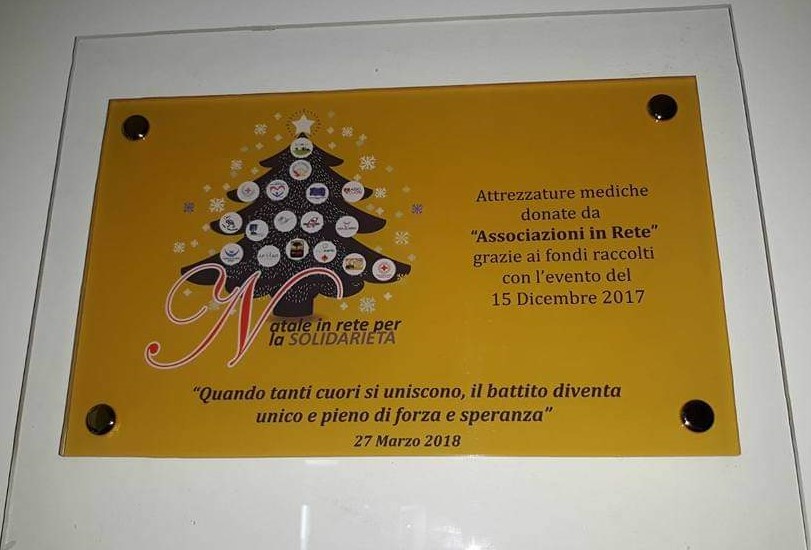 Attrezzature mediche
donate da
“Associazioni in Rete”
grazie ai fondi raccolti
con l’evento del
15 Dicembre 2017
Natale in rete per
la SOLIDARIETÀ
“Quando tanti cuori si uniscono, il battito diventa
unico e pieno di forza e speranza”
27 Marzo 2018